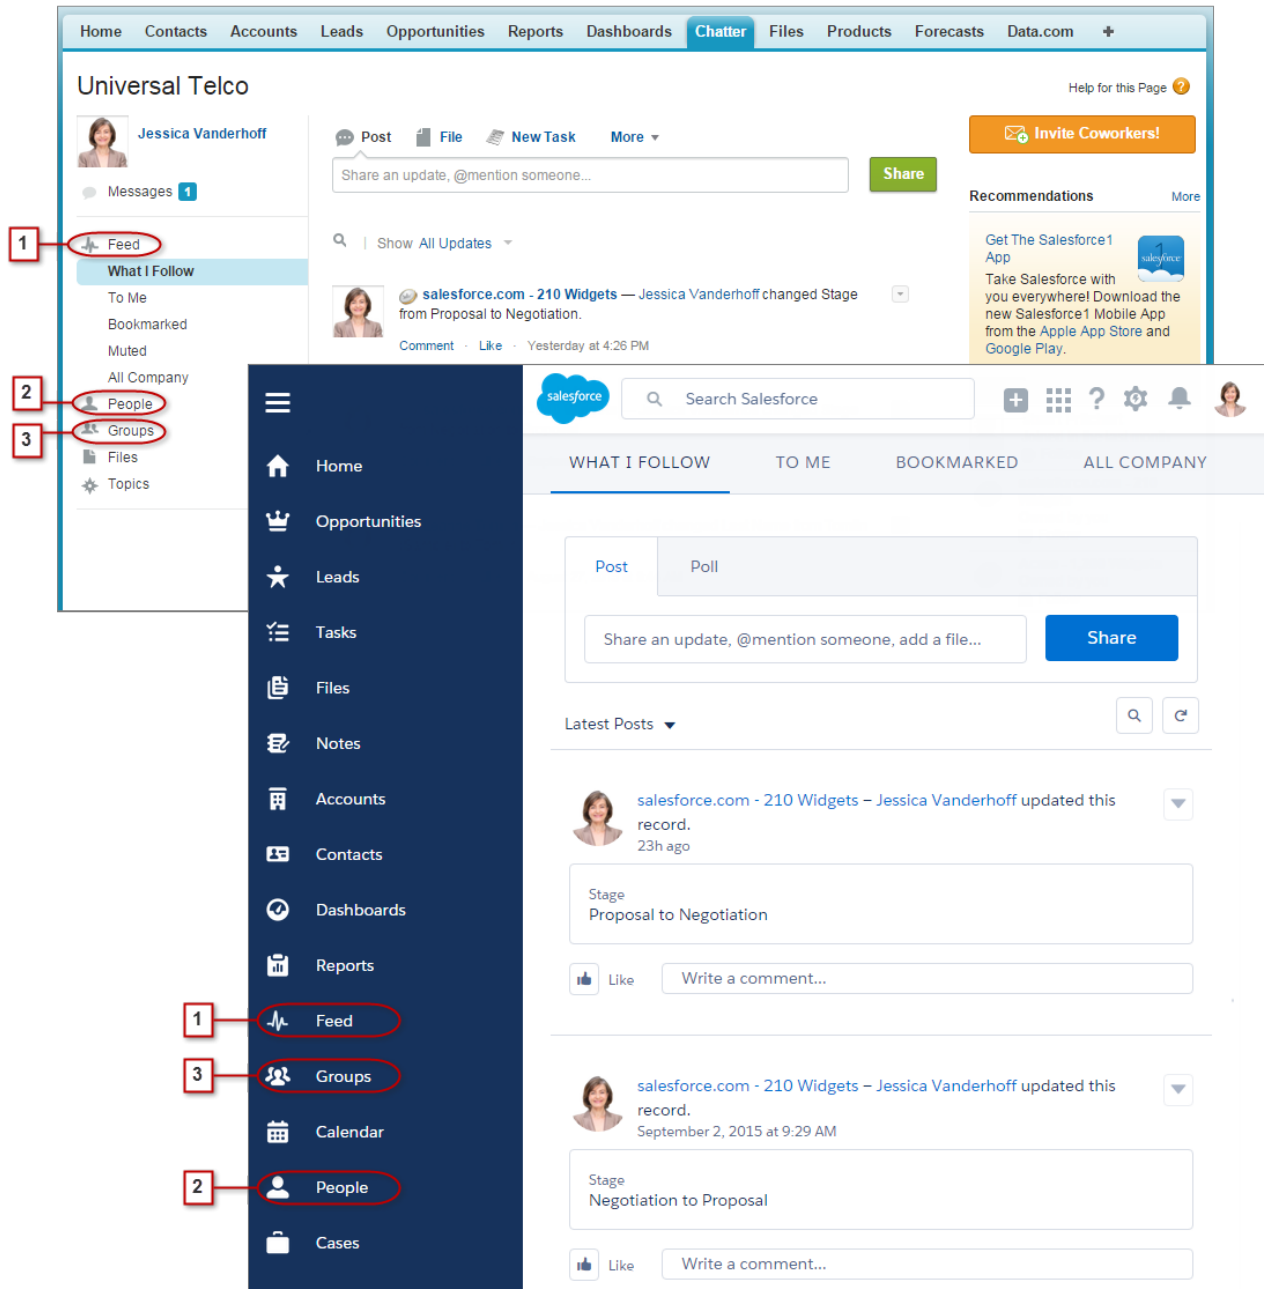 Home Contacts Accounts Leads Opportunities Reports Dashboards Chatter Files Products Forecasts Data.com +
Universal Telco
Help for this Page ?
Jessica Vanderhoff
Messages 1
Post File New Task More
Share an update, @mention someone...
Share
Invite Coworkers!
Recommendations More
Get The Salesforce1
App
Take Salesforce with
you everywhere! Download the
new Salesforce1 Mobile App
from the Apple App Store and
Google Play.
salesforce
1 Feed
What I Follow
To Me
Bookmarked
Muted
All Company
2 People
3 Groups
Files
Topics
Show All Updates
salesforce.com - 210 Widgets — Jessica Vanderhoff changed Stage
from Proposal to Negotiation.
Comment · Like · Yesterday at 4:26 PM
Home
Opportunities
Leads
Tasks
Files
Notes
Accounts
Contacts
Dashboards
Reports
1 Feed
3 Groups
Calendar
2 People
Cases
salesforce
Search Salesforce
?
WHAT I FOLLOW TO ME BOOKMARKED ALL COMPANY
Post Poll
Share an update, @mention someone, add a file...
Share
Latest Posts
salesforce.com - 210 Widgets – Jessica Vanderhoff updated this
record.
23h ago
Stage
Proposal to Negotiation
Like Write a comment...
salesforce.com - 210 Widgets – Jessica Vanderhoff updated this
record.
September 2, 2015 at 9:29 AM
Stage
Negotiation to Proposal
Like Write a comment...